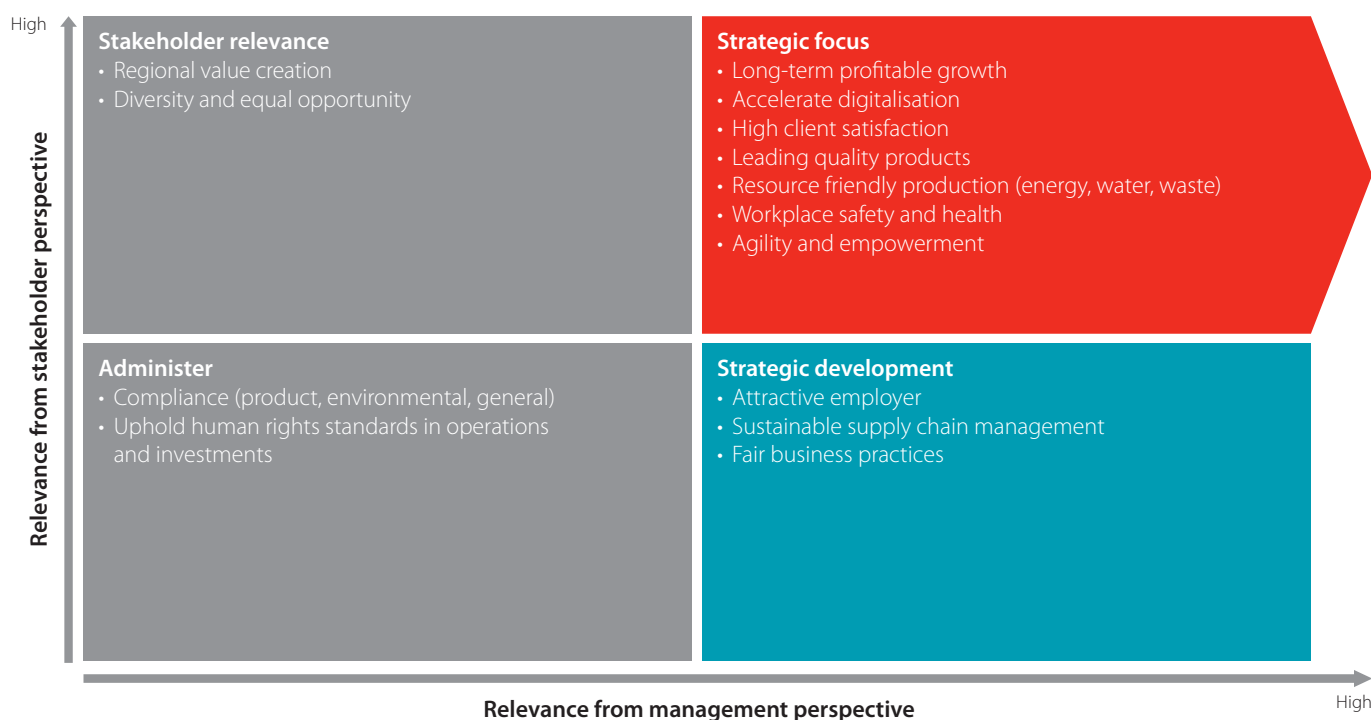 High
Relevance from stakeholder perspective
Stakeholder relevance
• Regional value creation
• Diversity and equal opportunity
Strategic focus
• Long-term profitable growth
• Accelerate digitalisation
• High client satisfaction
• Leading quality products
• Resource friendly production (energy, water, waste)
• Workplace safety and health
• Agility and empowerment
Administer
• Compliance (product, environmental, general)
• Uphold human rights standards in operations
and investments
Strategic development
• Attractive employer
• Sustainable supply chain management
• Fair business practices
Relevance from management perspective
High